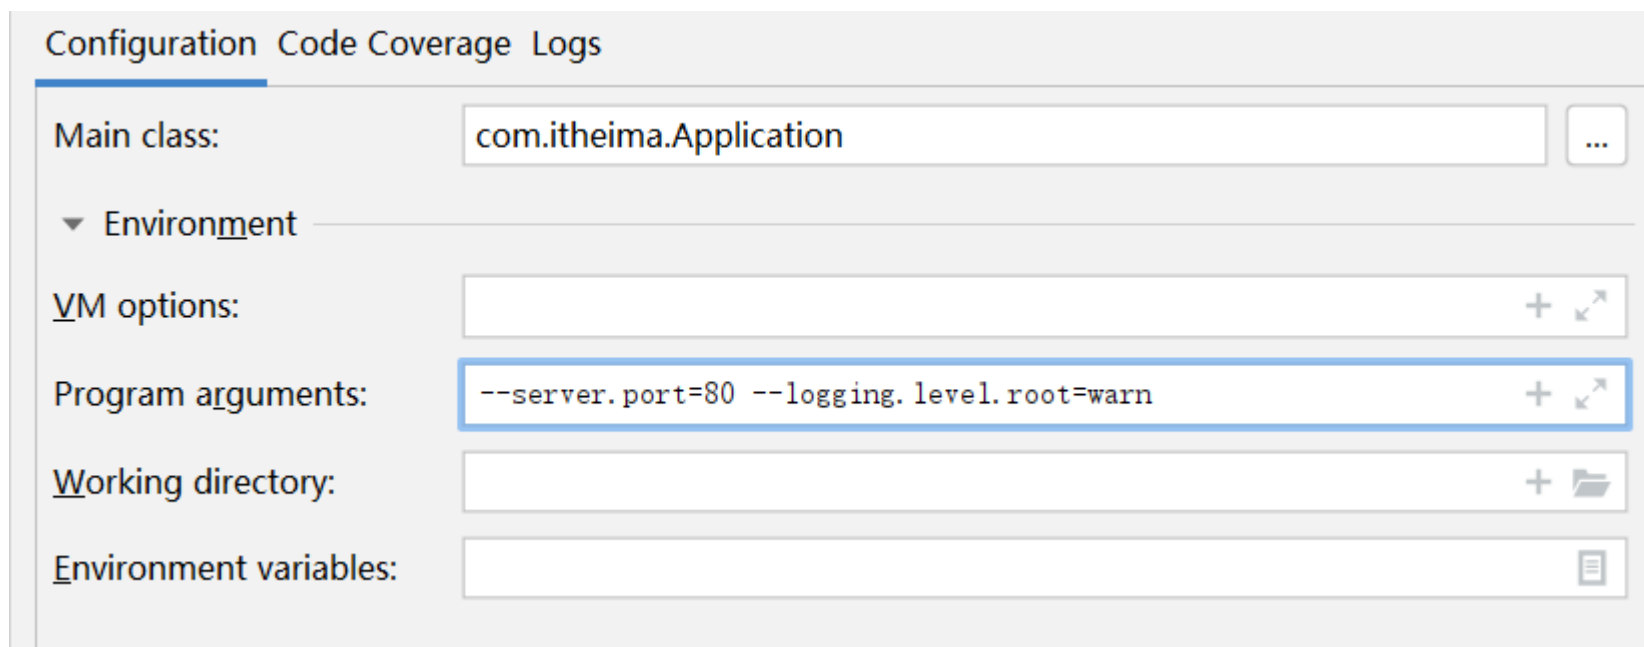 Configuration Code Coverage Logs
Main class: com.itheima.Application ...
Environment
VM options:
Program arguments: --server.port=80 --logging.level.root=warn
Working directory:
Environment variables: